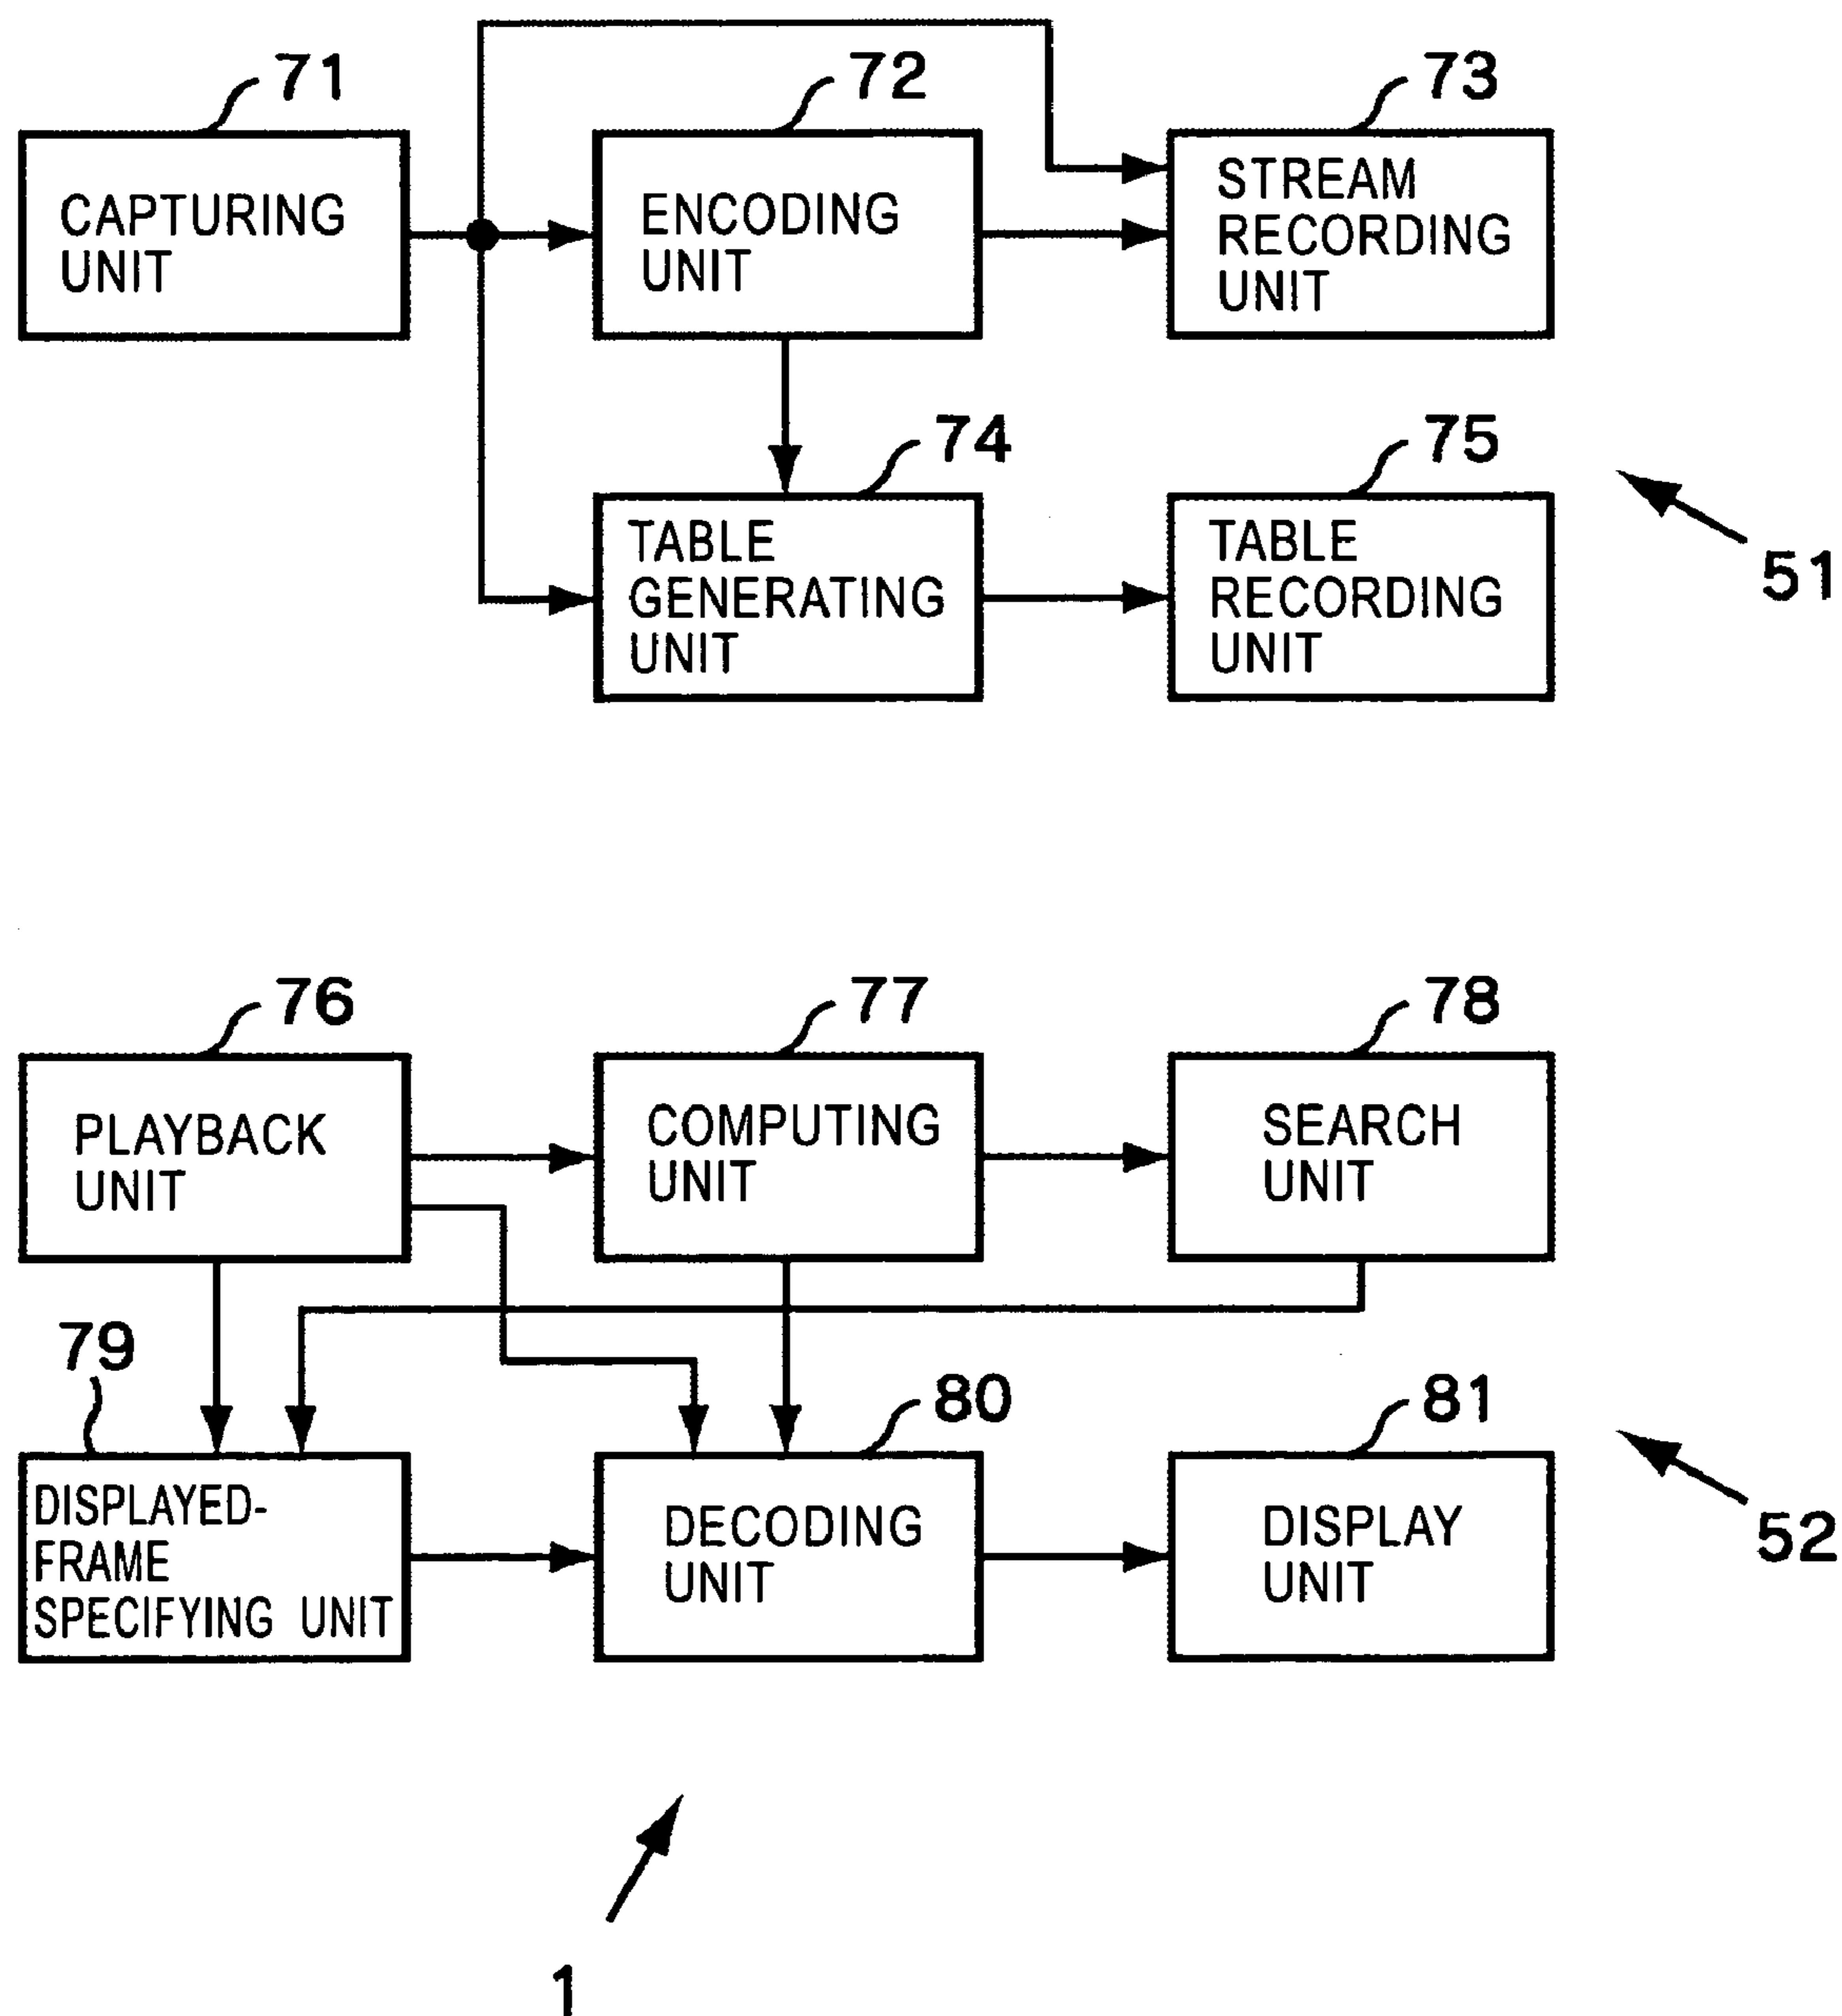 71
72
73
CAPTURING
UNIT
ENCODING
UNIT
STREAM
RECORDING
UNIT
74
75
TABLE
GENERATING
UNIT
TABLE
RECORDING
UNIT
51
76
77
78
PLAYBACK
UNIT
COMPUTING
UNIT
SEARCH
UNIT
79
80
81
DISPLAYED-
FRAME
SPECIFYING UNIT
DECODING
UNIT
DISPLAY
UNIT
52
1